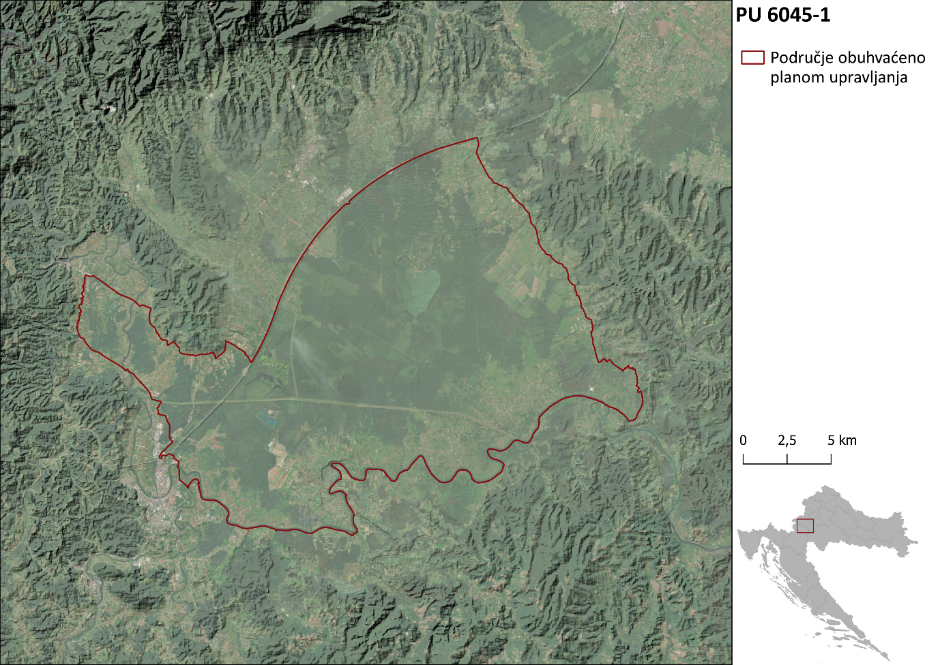 PU 6045-1
Područje obuhvaćeno
planom upravljanja
0 2,5 5 km